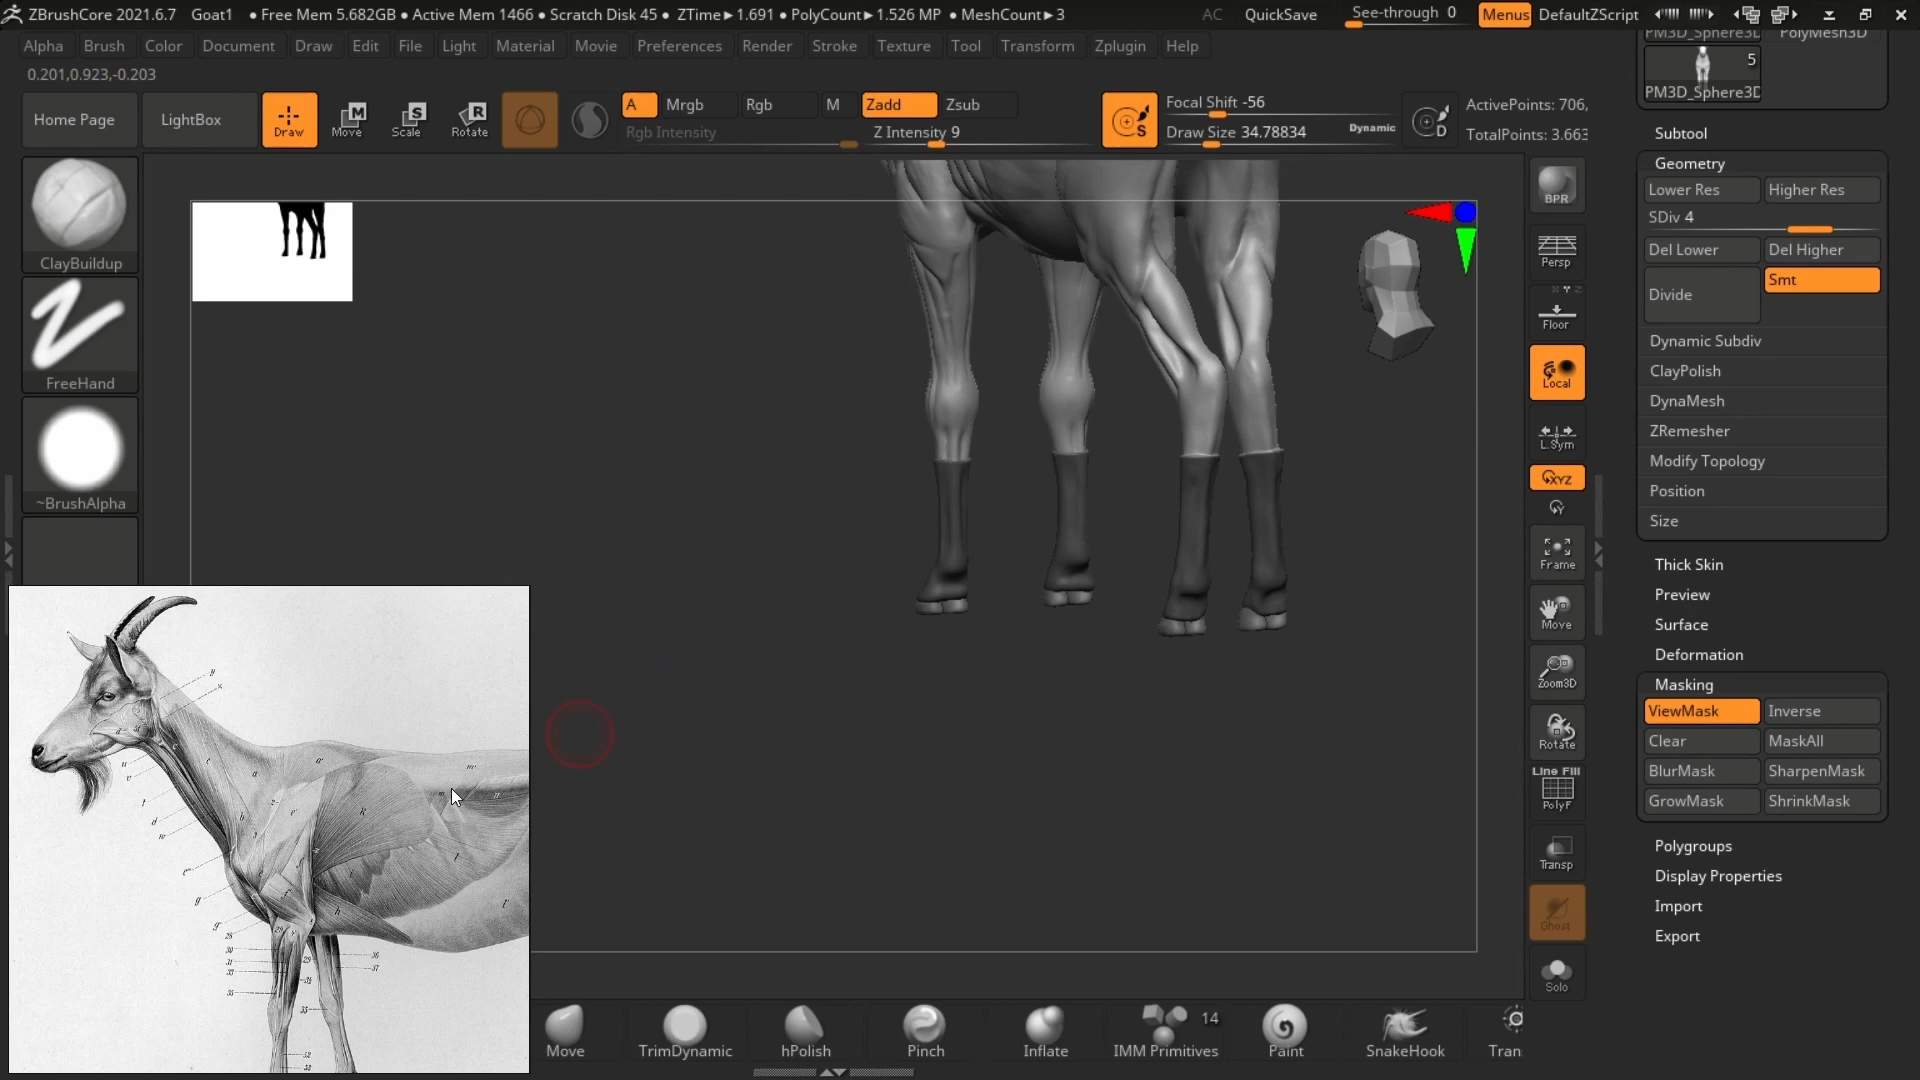 ZBrushCore 2021.6.7 Goat1 ● Free Mem 5.682GB ● Active Mem 1466 ● Scratch Disk 45 ● ZTime►1.691 ● PolyCount►1.526 MP ● MeshCount►3 AC QuickSave See-through 0 Menus DefaultZScript
Alpha Brush Color Document Draw Edit File Light Material Movie Preferences Render Stroke Texture Tool Transform Zplugin Help
0.201,0.923,-0.203
Home Page
LightBox
Draw
Move
Scale
Rotate
A Mrgb Rgb M Zadd Zsub
Rgb Intensity
Z Intensity 9
S
Focal Shift -56
Draw Size 34.78834 Dynamic
D
ActivePoints: 706,
TotalPoints: 3.663
ClayBuildup
FreeHand
~BrushAlpha
BPR
Persp
Floor
Local
L.Sym
XYZ
Y
Frame
Move
Zoom3D
Rotate
Line Fill
PolyF
Transp
Ghost
Solo
PM3D_Sphere3D PolyMesh3D
5
PM3D_Sphere3D
Subtool
Geometry
Lower Res Higher Res
SDiv 4
Del Lower Del Higher
Divide Smt
Dynamic Subdiv
ClayPolish
DynaMesh
ZRemesher
Modify Topology
Position
Size
Thick Skin
Preview
Surface
Deformation
Masking
ViewMask Inverse
Clear MaskAll
BlurMask SharpenMask
GrowMask ShrinkMask
Polygroups
Display Properties
Import
Export
Move
TrimDynamic
hPolish
Pinch
Inflate
14
IMM Primitives
Paint
SnakeHook
Tran